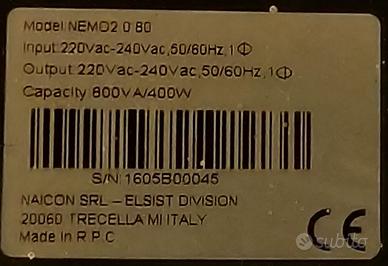 Model:NEMO2 0 80
Input:220Vac-240Vac,50/60Hz,1Φ
Output:220Vac-240Vac,50/60Hz,1Φ
Capacity:800VA/400W
S/N:1605B00045
NAICON SRL - ELSIST DIVISION
20060 TRECELLA MI ITALY
Made In R.P.C
CE
subito